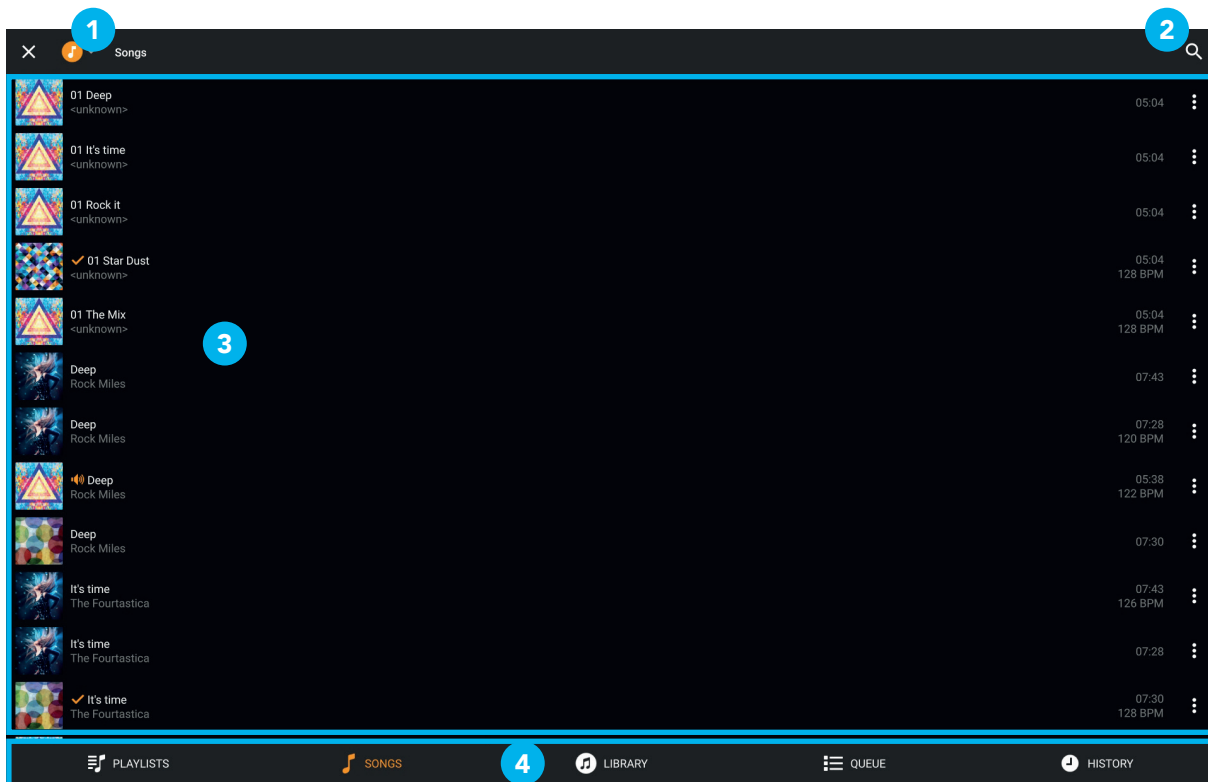 1
2
Songs
01 Deep
<unknown>
05:04
01 It's time
<unknown>
05:04
01 Rock it
<unknown>
05:04
01 Star Dust
<unknown>
05:04
128 BPM
01 The Mix
<unknown>
05:04
128 BPM
3
Deep
Rock Miles
07:43
Deep
Rock Miles
07:28
120 BPM
Deep
Rock Miles
05:38
122 BPM
Deep
Rock Miles
07:30
It's time
The Fourtastica
07:43
126 BPM
It's time
The Fourtastica
07:28
It's time
The Fourtastica
07:30
128 BPM
PLAYLISTS
SONGS
4
LIBRARY
QUEUE
HISTORY